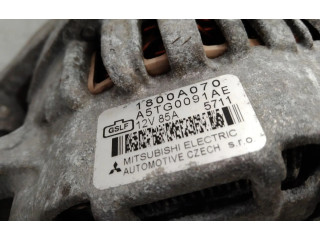 1800A070
GSLF A5TG0091AE
12V 85A 5711
MITSUBISHI ELECTRIC
AUTOMOTIVE CZECH s.r.o.